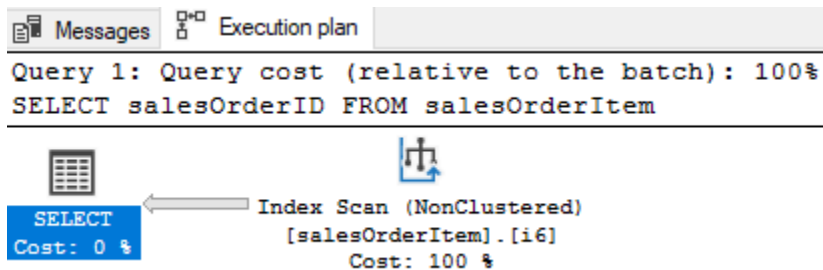 Messages Execution plan
Query 1: Query cost (relative to the batch): 100%
SELECT salesOrderID FROM salesOrderItem
SELECT
Cost: 0 %
Index Scan (NonClustered)
[salesOrderItem].[i6]
Cost: 100 %